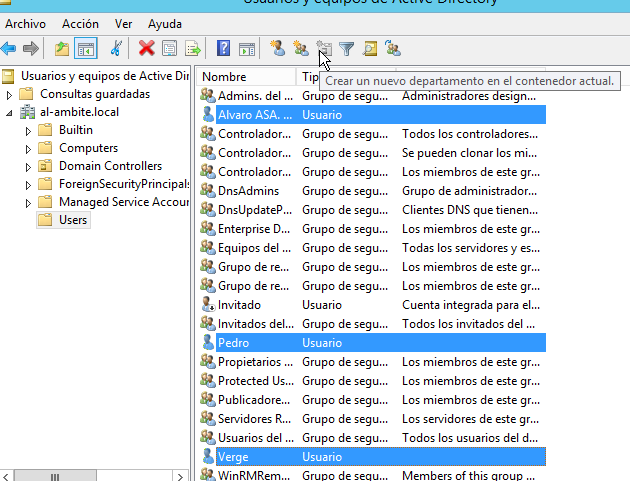 Usuarios y equipos de Active Directory
Archivo Acción Ver Ayuda
Crear un nuevo departamento en el contenedor actual.
Usuarios y equipos de Active Dir
Consultas guardadas
al-ambite.local
Builtin
Computers
Domain Controllers
ForeignSecurityPrincipals
Managed Service Accour
Users
Nombre Tip
Admins. del ... Grupo de segu... Administradores design...
Alvaro ASA. ... Usuario
Controlador... Grupo de segu... Todos los controladores...
Controlador... Grupo de segu... Se pueden clonar los mi...
Controlador... Grupo de segu... Los miembros de este gr...
DnsAdmins Grupo de segu... Grupo de administrador...
DnsUpdateP... Grupo de segu... Clientes DNS que tienen...
Enterprise D... Grupo de segu... Los miembros de este gr...
Equipos del ... Grupo de segu... Todas los servidores y es...
Grupo de re... Grupo de segu... Los miembros de este gr...
Grupo de re... Grupo de segu... Los miembros de este gr...
Invitado Usuario Cuenta integrada para el...
Invitados del... Grupo de segu... Todos los invitados del ...
Pedro Usuario
Propietarios ... Grupo de segu... Los miembros de este gr...
Protected Us... Grupo de segu... Los miembros de este gr...
Publicadore... Grupo de segu... Los miembros de este gr...
Servidores R... Grupo de segu... Los servidores de este gr...
Usuarios del ... Grupo de segu... Todos los usuarios del d...
Verge Usuario
WinRMRem... Grupo de segu... Members of this group ...